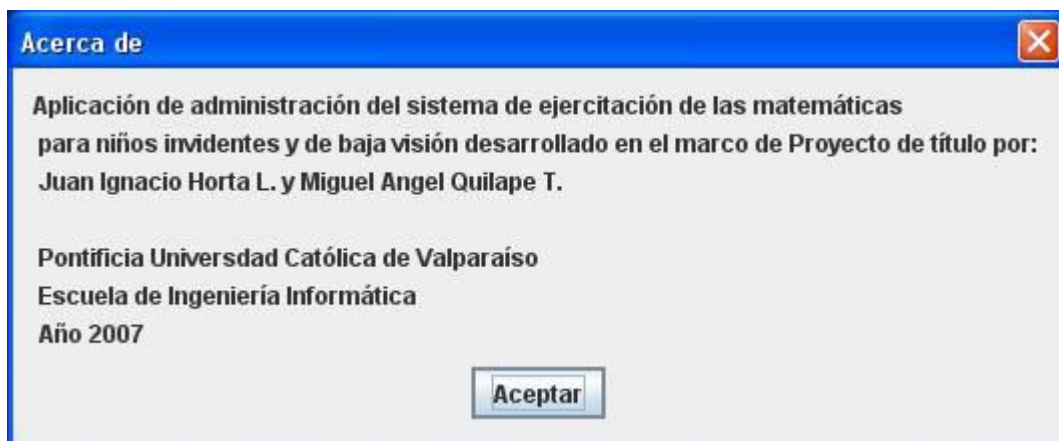 Acerca de
Aplicación de administración del sistema de ejercitación de las matemáticas
para niños invidentes y de baja visión desarrollado en el marco de Proyecto de título por:
Juan Ignacio Horta L. y Miguel Angel Quilape T.
Pontificia Universdad Católica de Valparaíso
Escuela de Ingeniería Informática
Año 2007
Aceptar